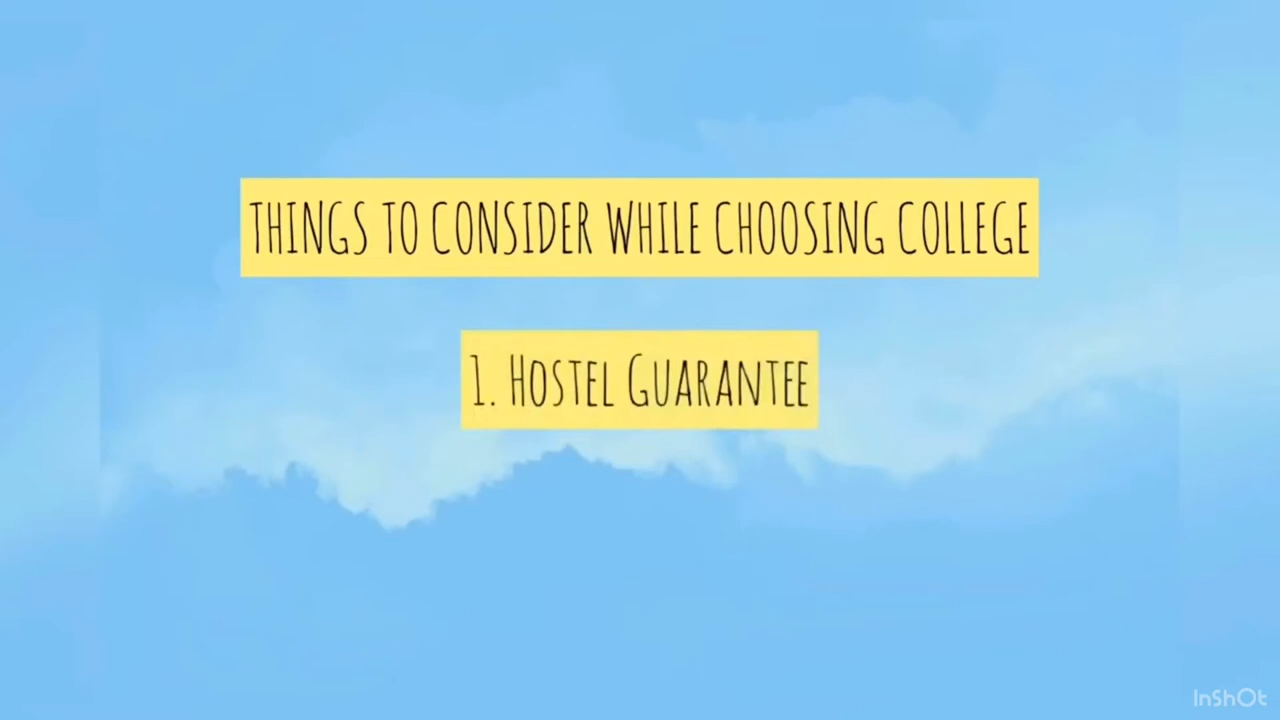 THINGS TO CONSIDER WHILE CHOOSING COLLEGE
1. HOSTEL GUARANTEE
InShOt